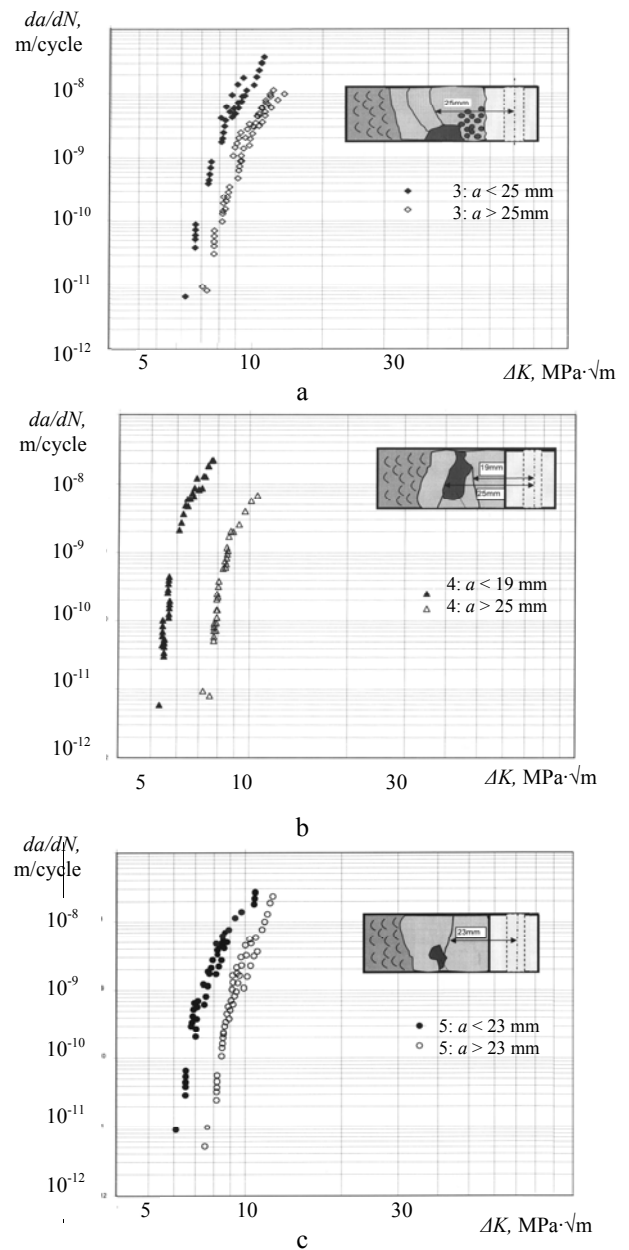 da/dN,
m/cycle
10⁻⁸
10⁻⁹
10⁻¹⁰
10⁻¹¹
10⁻¹²
25mm
3: a < 25 mm
3: a > 25mm
5 10 30
ΔK, MPa·√m
a
da/dN,
m/cycle
10⁻⁸
10⁻⁹
10⁻¹⁰
10⁻¹¹
10⁻¹²
19mm
25mm
4: a < 19 mm
4: a > 25 mm
5 10 30 ΔK, MPa·√m
b
da/dN,
m/cycle
10⁻⁸
10⁻⁹
10⁻¹⁰
10⁻¹¹
10⁻¹²
23mm
5: a < 23 mm
5: a > 23 mm
5 10 30
ΔK, MPa·√m
c